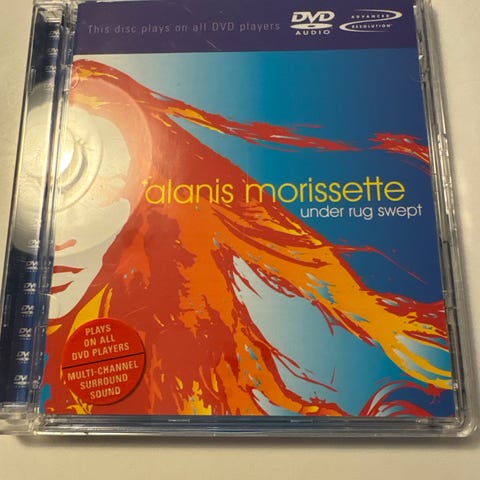 This disc plays on all DVD players
DVD
AUDIO
ADVANCED
RESOLUTION
alanis morissette
under rug swept
PLAYS
ON ALL
DVD PLAYERS
MULTI-CHANNEL
SURROUND
SOUND